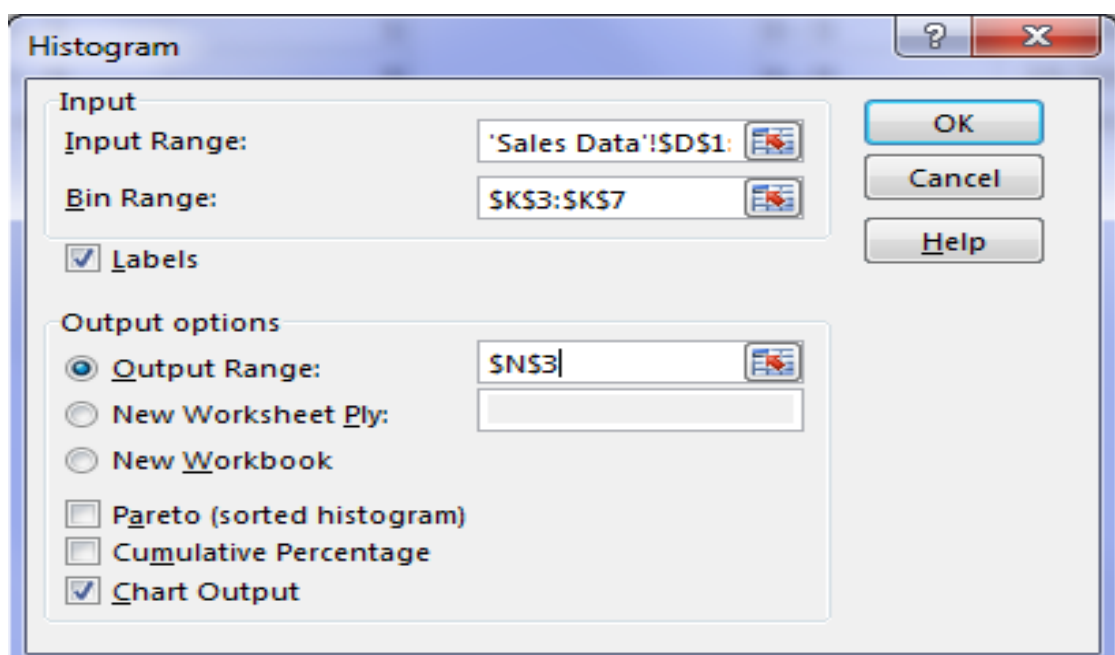 Histogram
Input
Input Range: 'Sales Data'!$D$1:
Bin Range: $K$3:$K$7
Labels
Output options
Output Range: $N$3
New Worksheet Ply:
New Workbook
Pareto (sorted histogram)
Cumulative Percentage
Chart Output
OK
Cancel
Help